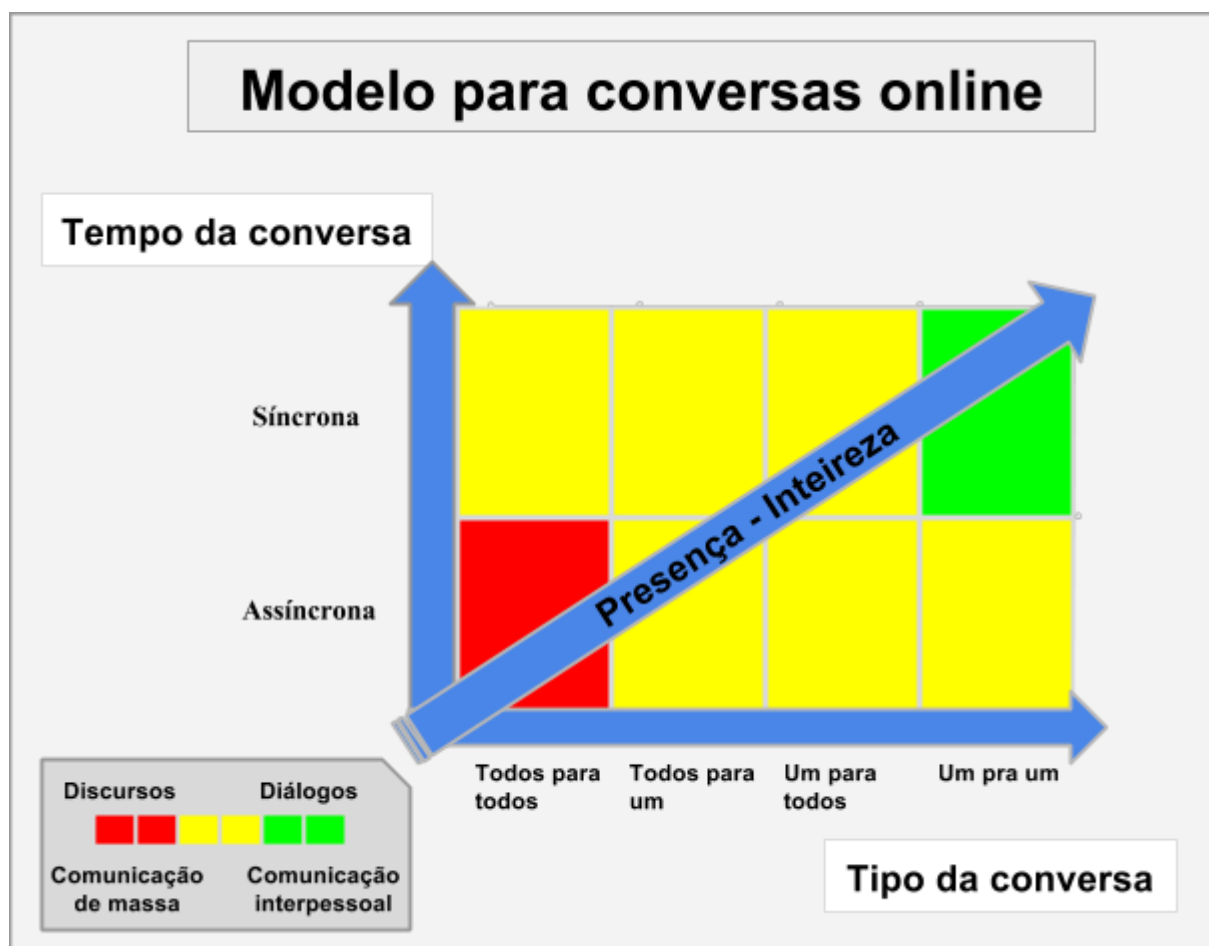 Modelo para conversas online
Tempo da conversa
Síncrona
Presença - Inteireza
Assíncrona
Todos para
todos
Todos para
um
Um para
todos
Um pra um
Tipo da conversa
Discursos
Diálogos
Comunicação
de massa
Comunicação
interpessoal